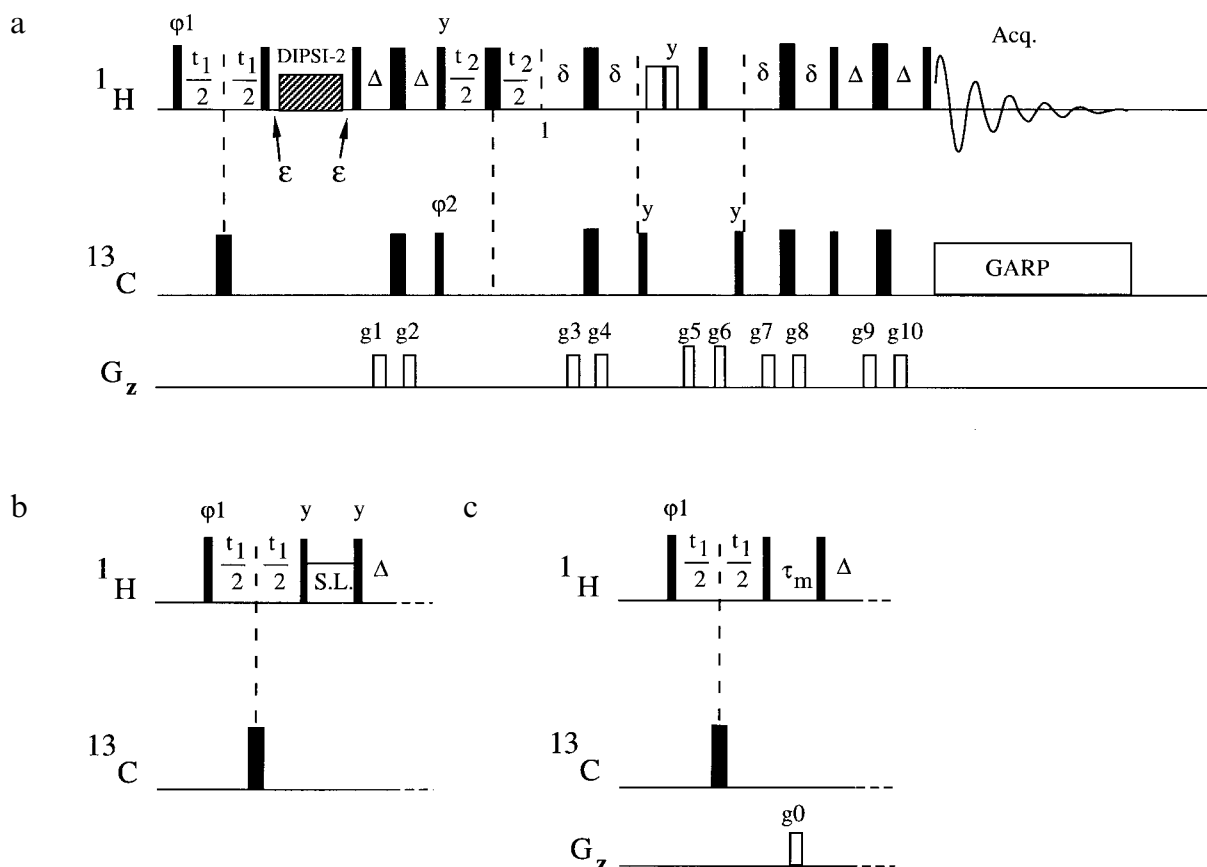 a
φ1 y
t1 t1 DIPSI-2 t2 t2 y Acq.
2 2 Δ Δ 2 2 δ δ δ δ Δ Δ
1H
1
ε ε
φ2 y y
13C GARP
g1 g2 g3 g4 g5 g6 g7 g8 g9 g10
Gz
b c
φ1 y y φ1
t1 t1 t1 t1
2 2 S.L. Δ 2 2 τm Δ
1H 1H
13C 13C
g0
Gz